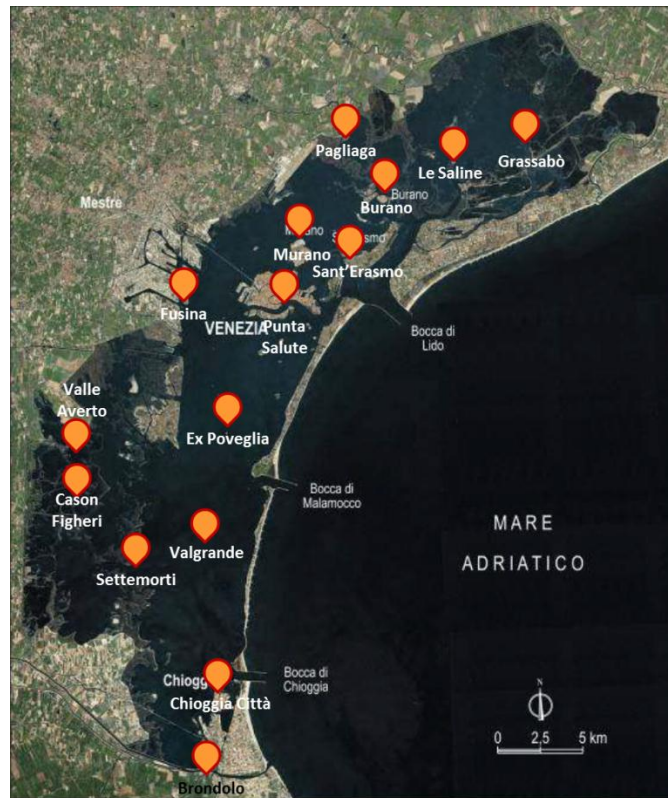 Pagliaga
Grassabò
Le Saline
Burano
Burano
Mestre
Murano
Sant'Erasmo
Fusina
VENEZIA
Punta
Salute
Bocca di
Lido
Valle
Averto
Ex Poveglia
Cason
Figheri
Bocca di
Malamocco
MARE
ADRIATICO
Valgrande
Settemorti
Bocca di
Chioggia
Chiogg
Chioggia Città
N
0 2,5 5 km
Brondolo